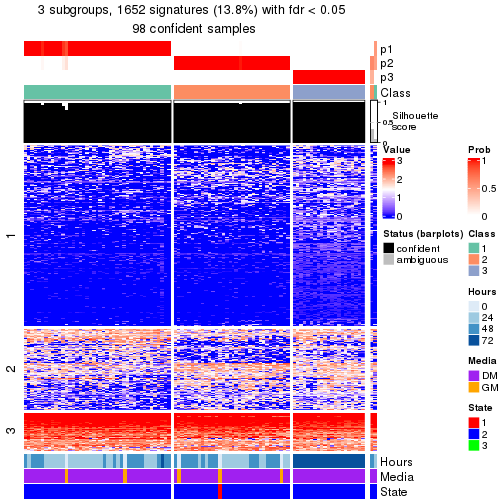 3 subgroups, 1652 signatures (13.8%) with fdr < 0.05
98 confident samples
p1
p2
p3
Class
1
0.5
0
Silhouette
score
1
2
3
Hours
Media
State
Value
3
2
1
0
Prob
1
0.5
0
Status (barplots)
confident
ambiguous
Class
1
2
3
Hours
0
24
48
72
Media
DM
GM
State
1
2
3